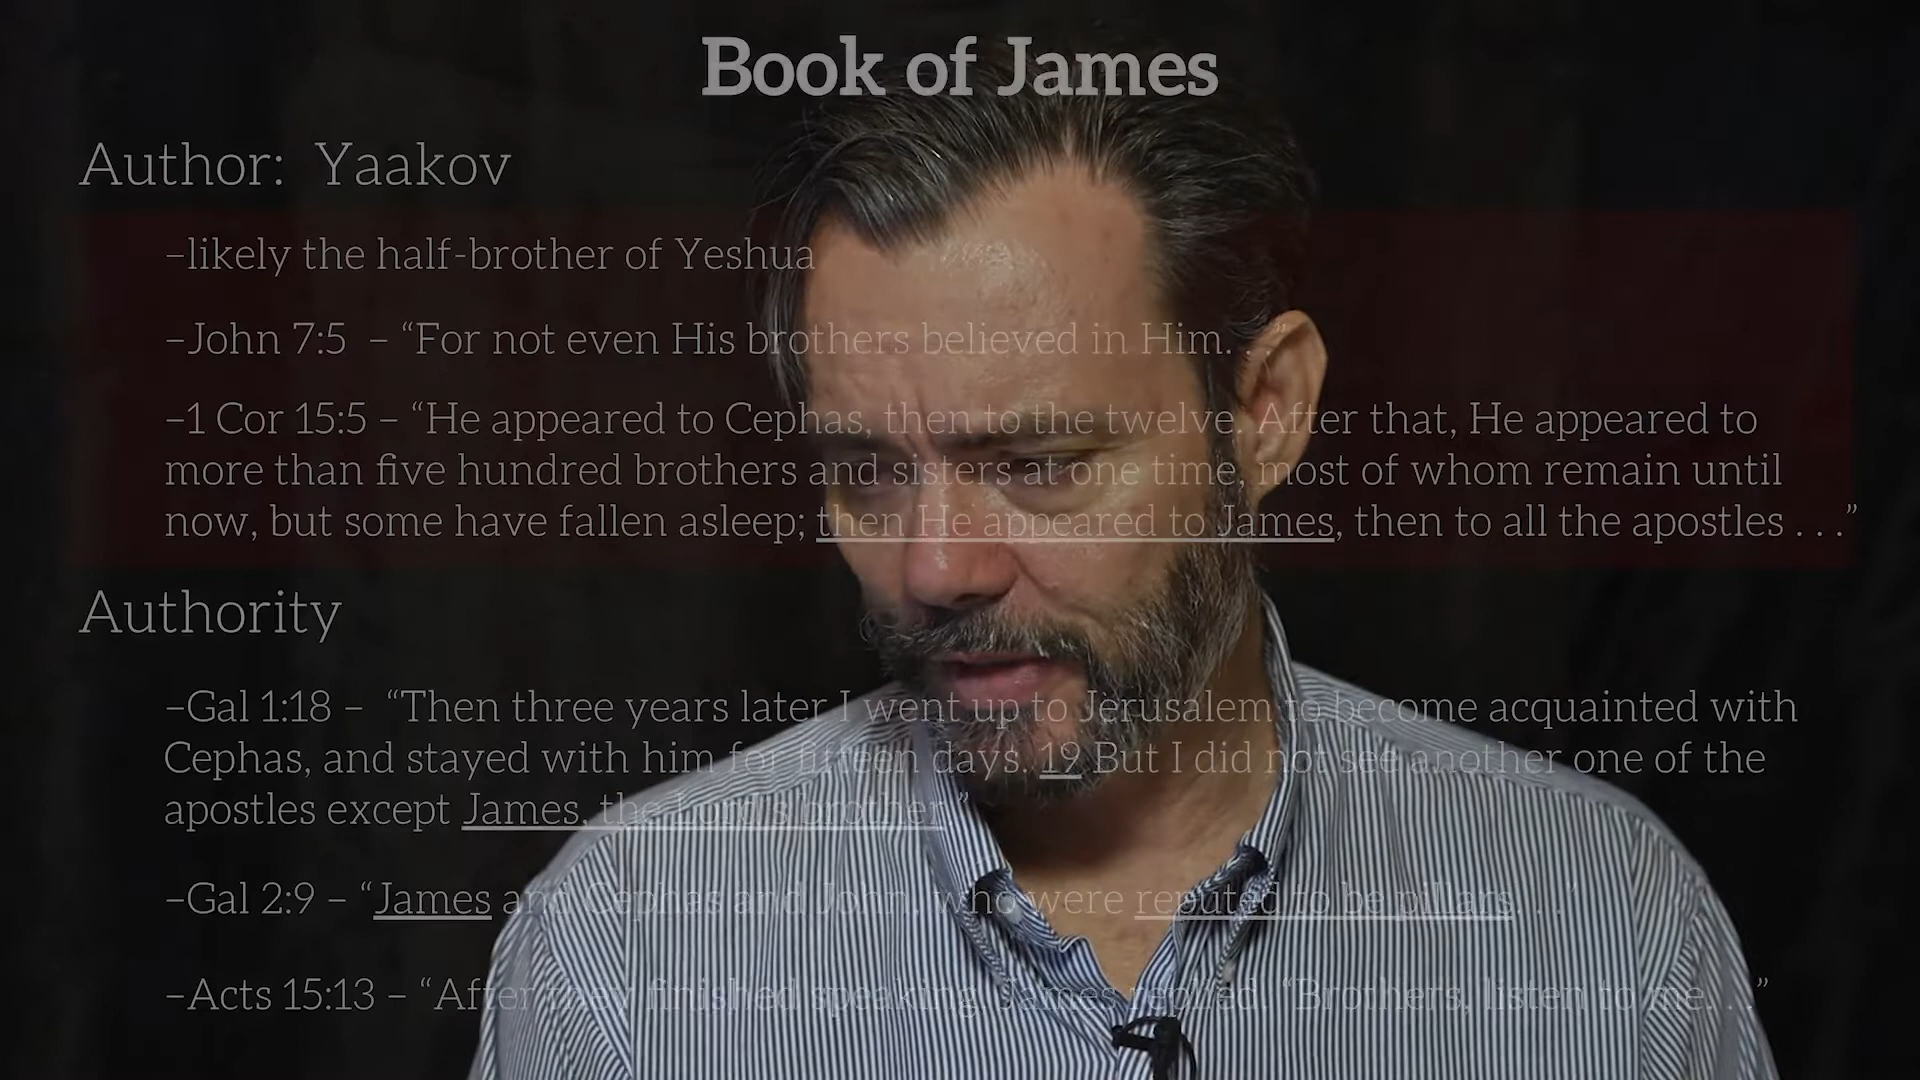 Book of James
Author: Yaakov
–likely the half-brother of Yeshua
–John 7:5 – “For not even His brothers believed in Him. . .”
–1 Cor 15:5 – “He appeared to Cephas, then to the twelve. After that, He appeared to
more than five hundred brothers and sisters at one time, most of whom remain until
now, but some have fallen asleep; then He appeared to James, then to all the apostles . . .”
Authority
–Gal 1:18 – “Then three years later I went up to Jerusalem to become acquainted with
Cephas, and stayed with him for fifteen days. 19 But I did not see another one of the
apostles except James, the Lord’s brother.”
–Gal 2:9 – “James and Cephas and John, who were reputed to be pillars. . .”
–Acts 15:13 – “After they finished speaking, James replied. “Brothers, listen to me. . .”